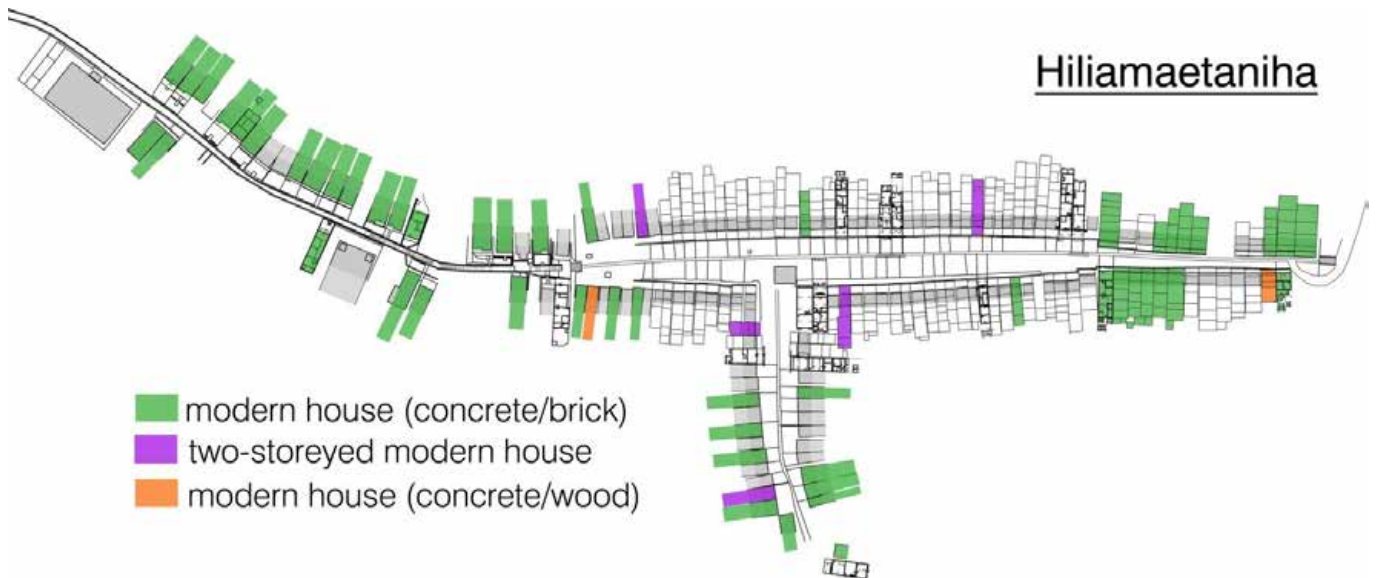 Hiliamaetaniha
modern house (concrete/brick)
two-storeyed modern house
modern house (concrete/wood)